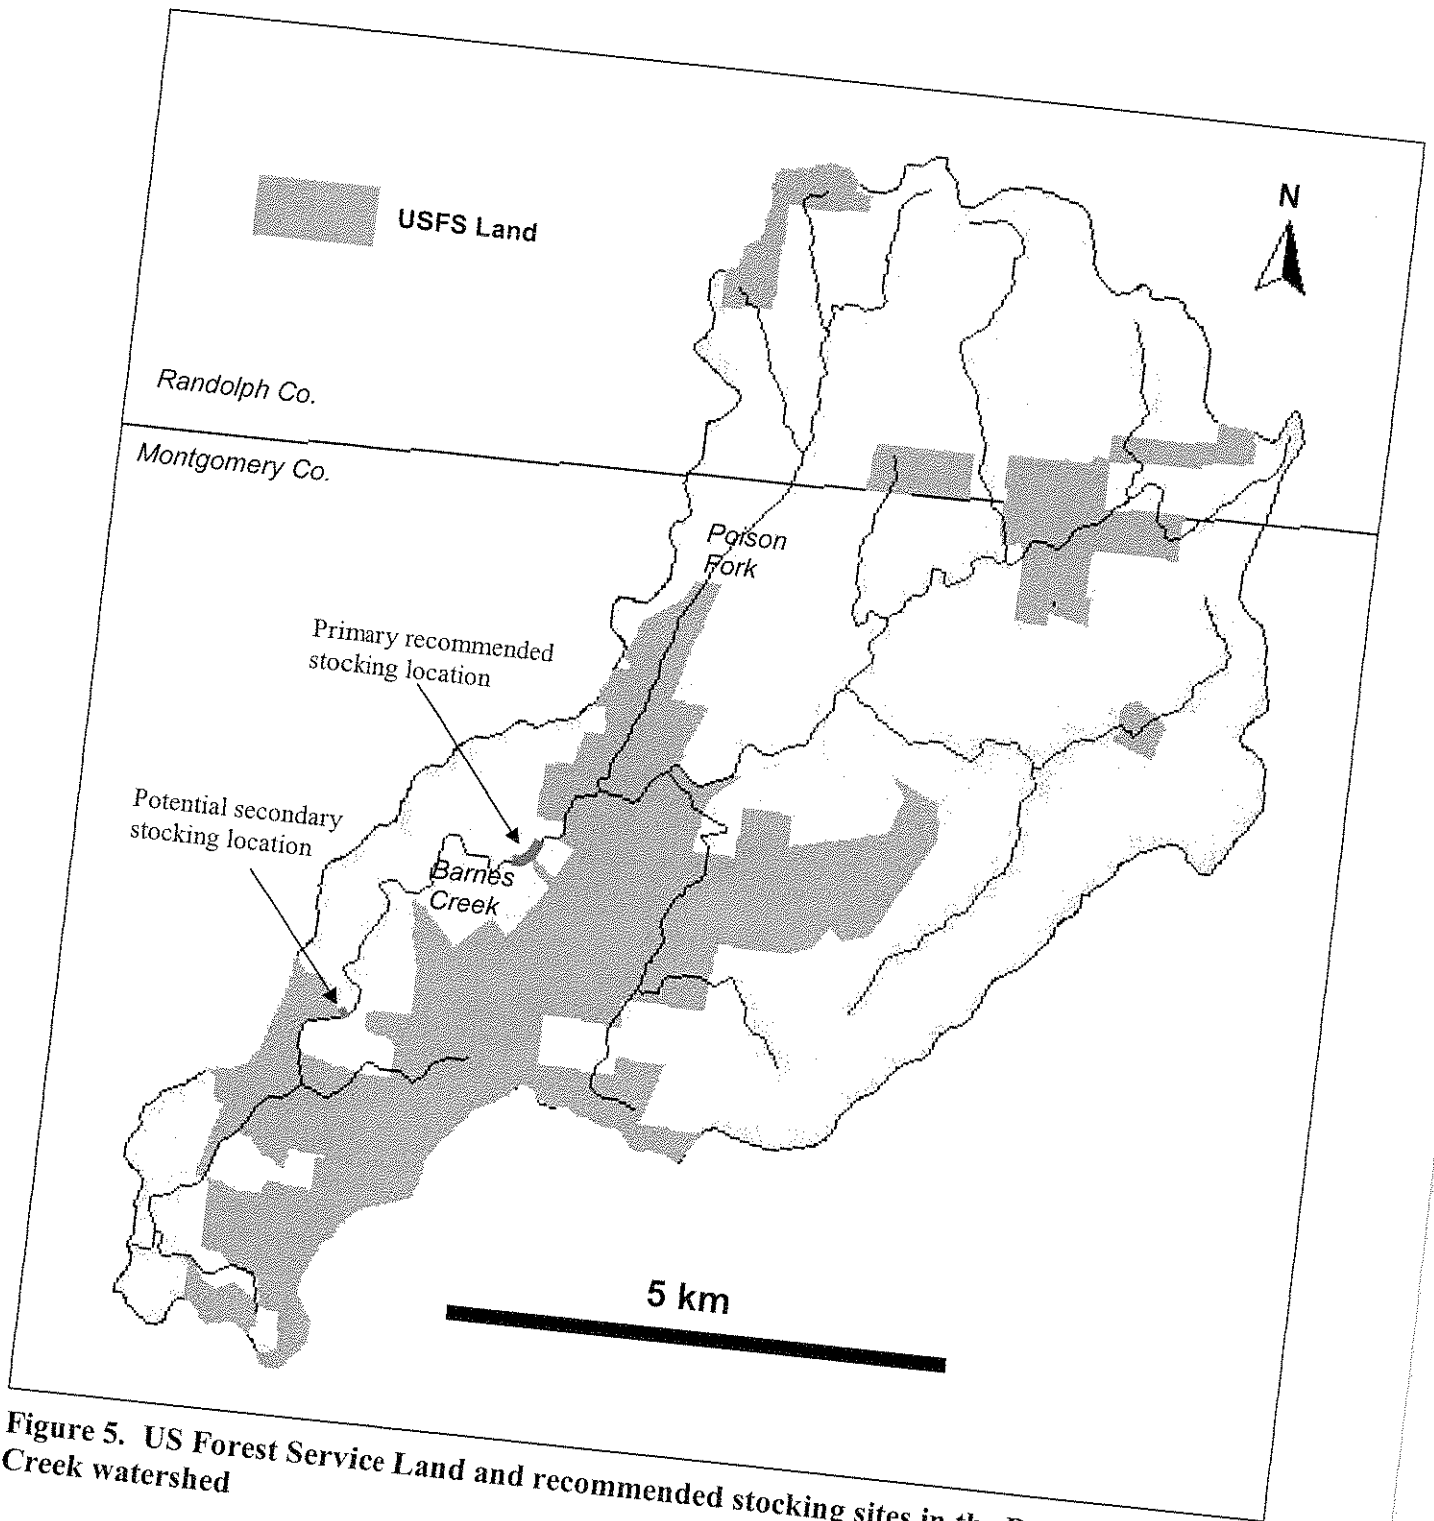 N
USFS Land
Randolph Co.
Montgomery Co.
Poison
Fork
Primary recommended
stocking location
Potential secondary
stocking location
Barnes
Creek
5 km
Figure 5. US Forest Service Land and recommended stocking sites in the
Creek watershed